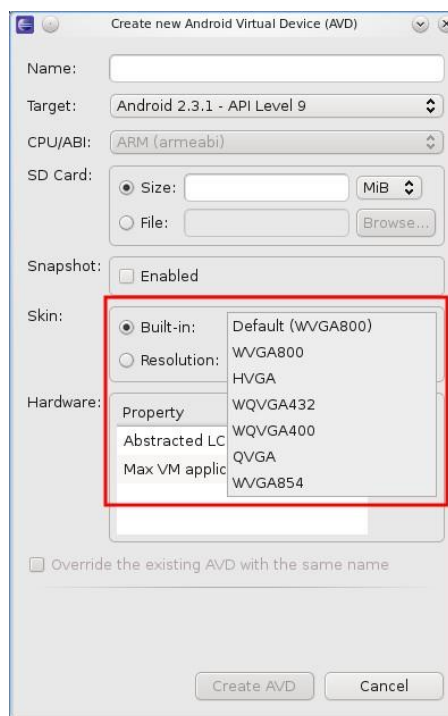 Create new Android Virtual Device (AVD)
Name:
Target: Android 2.3.1 - API Level 9
CPU/ABI: ARM (armeabi)
SD Card:
Size: MiB
File: Browse...
Snapshot: Enabled
Skin:
Built-in: Default (WVGA800)
WVGA800
Resolution:
HVGA
WQVGA432
WQVGA400
QVGA
WVGA854
Hardware:
Property
Abstracted LC
Max VM applic
Override the existing AVD with the same name
Create AVD Cancel